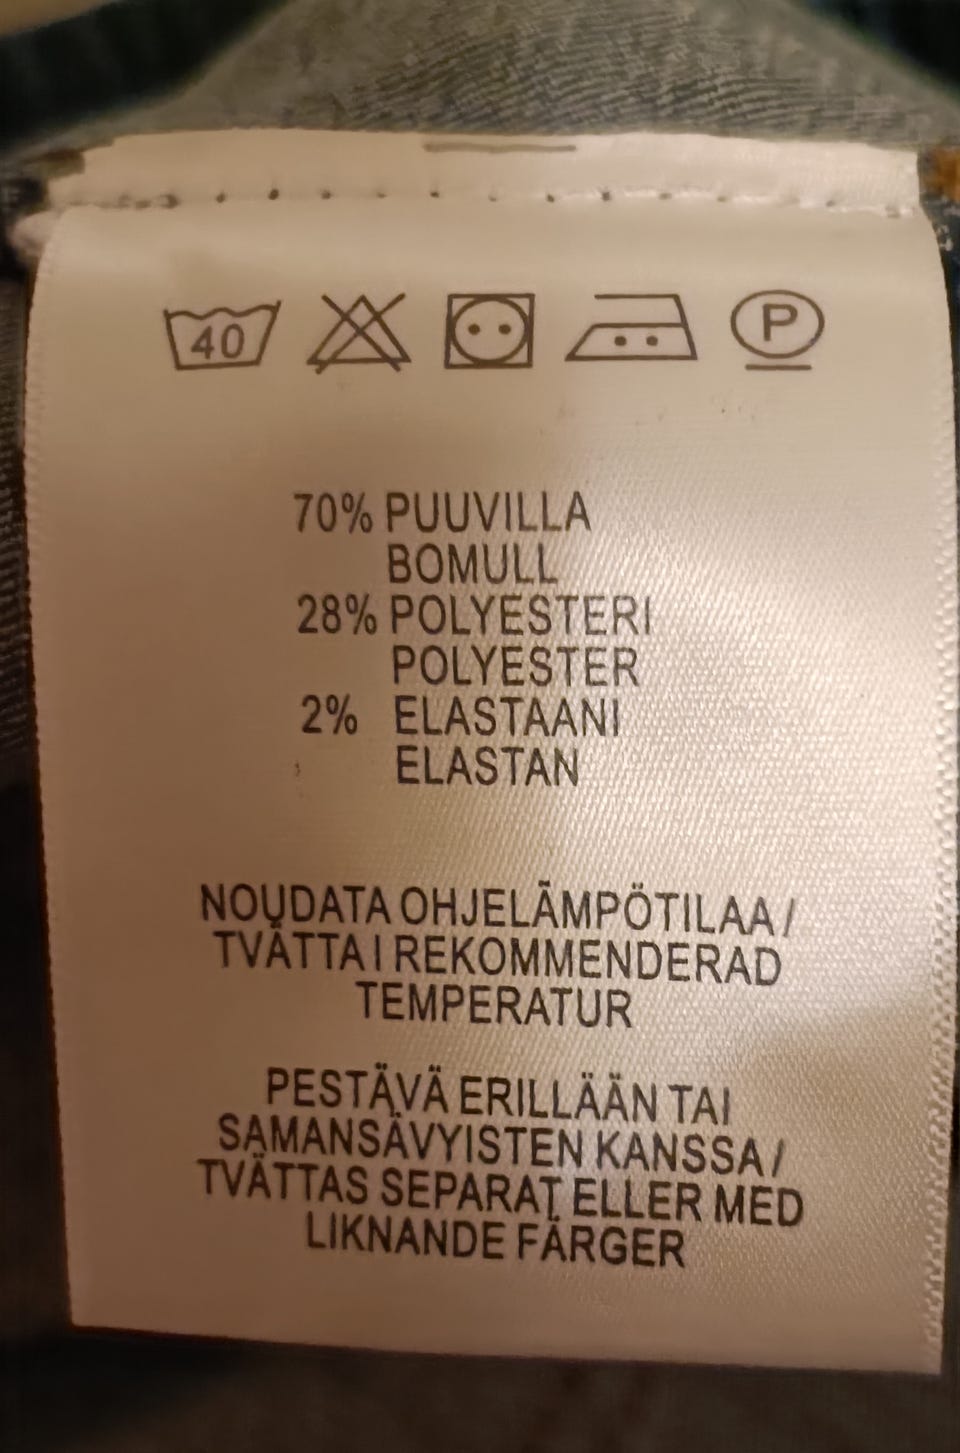 40 P
70% PUUVILLA
BOMULL
28% POLYESTERI
POLYESTER
2% ELASTAANI
ELASTAN
NOUDATA OHJELÄMPÖTILAA /
TVÄTTA I REKOMMENDERAD
TEMPERATUR
PESTÄVÄ ERILLÄÄN TAI
SAMANSÄVYISTEN KANSSA /
TVÄTTAS SEPARAT ELLER MED
LIKNANDE FÄRGER